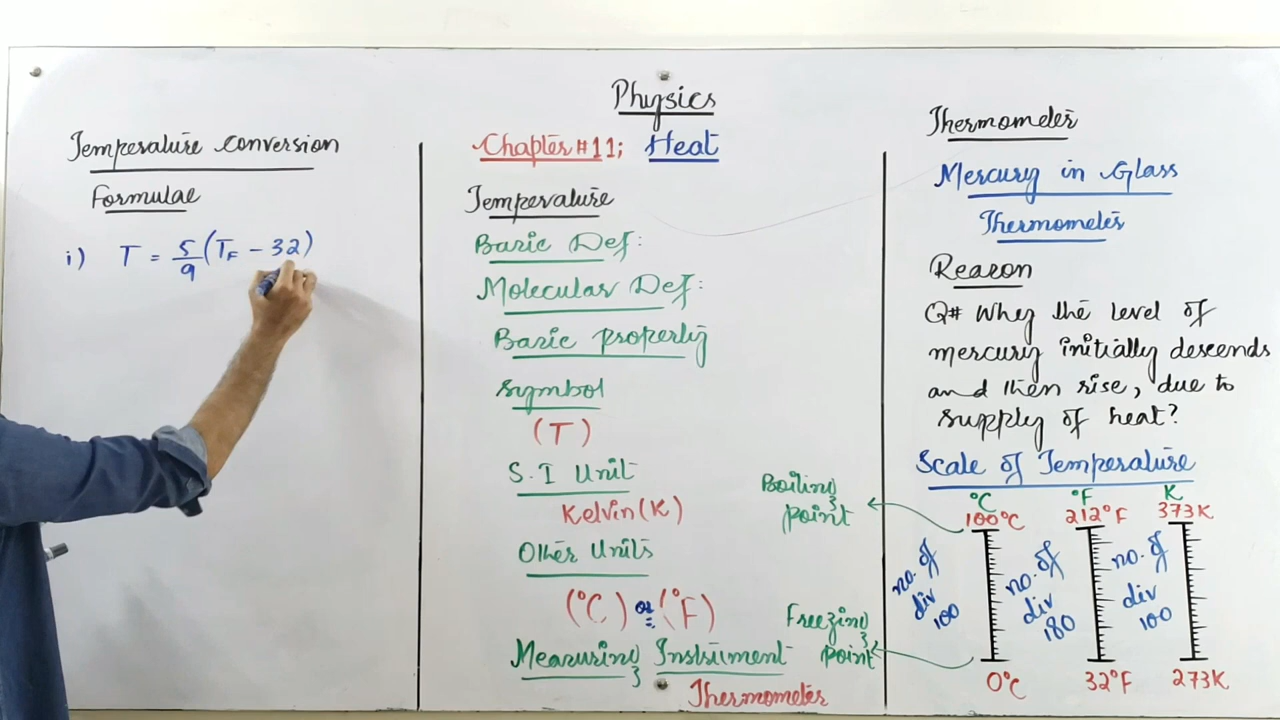 Temperature conversion
Formulae
i) T = 5/9 (TF - 32)
Physics
Chapter #11; Heat
Temperature
Basic Def:
Molecular Def:
Basic property
Symbol
(T)
S.I Unit
Kelvin (K)
Other Units
(°C) or (°F)
Measuring Instrument
Thermometer
Thermometer
Mercury in Glass
Thermometer
Reason
Q# Why the level of
mercury initially descends
and then rise, due to
supply of heat?
Scale of Temperature
°C °F K
100°C 212°F 373K
Boiling
point
no. of
div
100
no. of
div
180
no. of
div
100
Freezing
point
0°C 32°F 273K